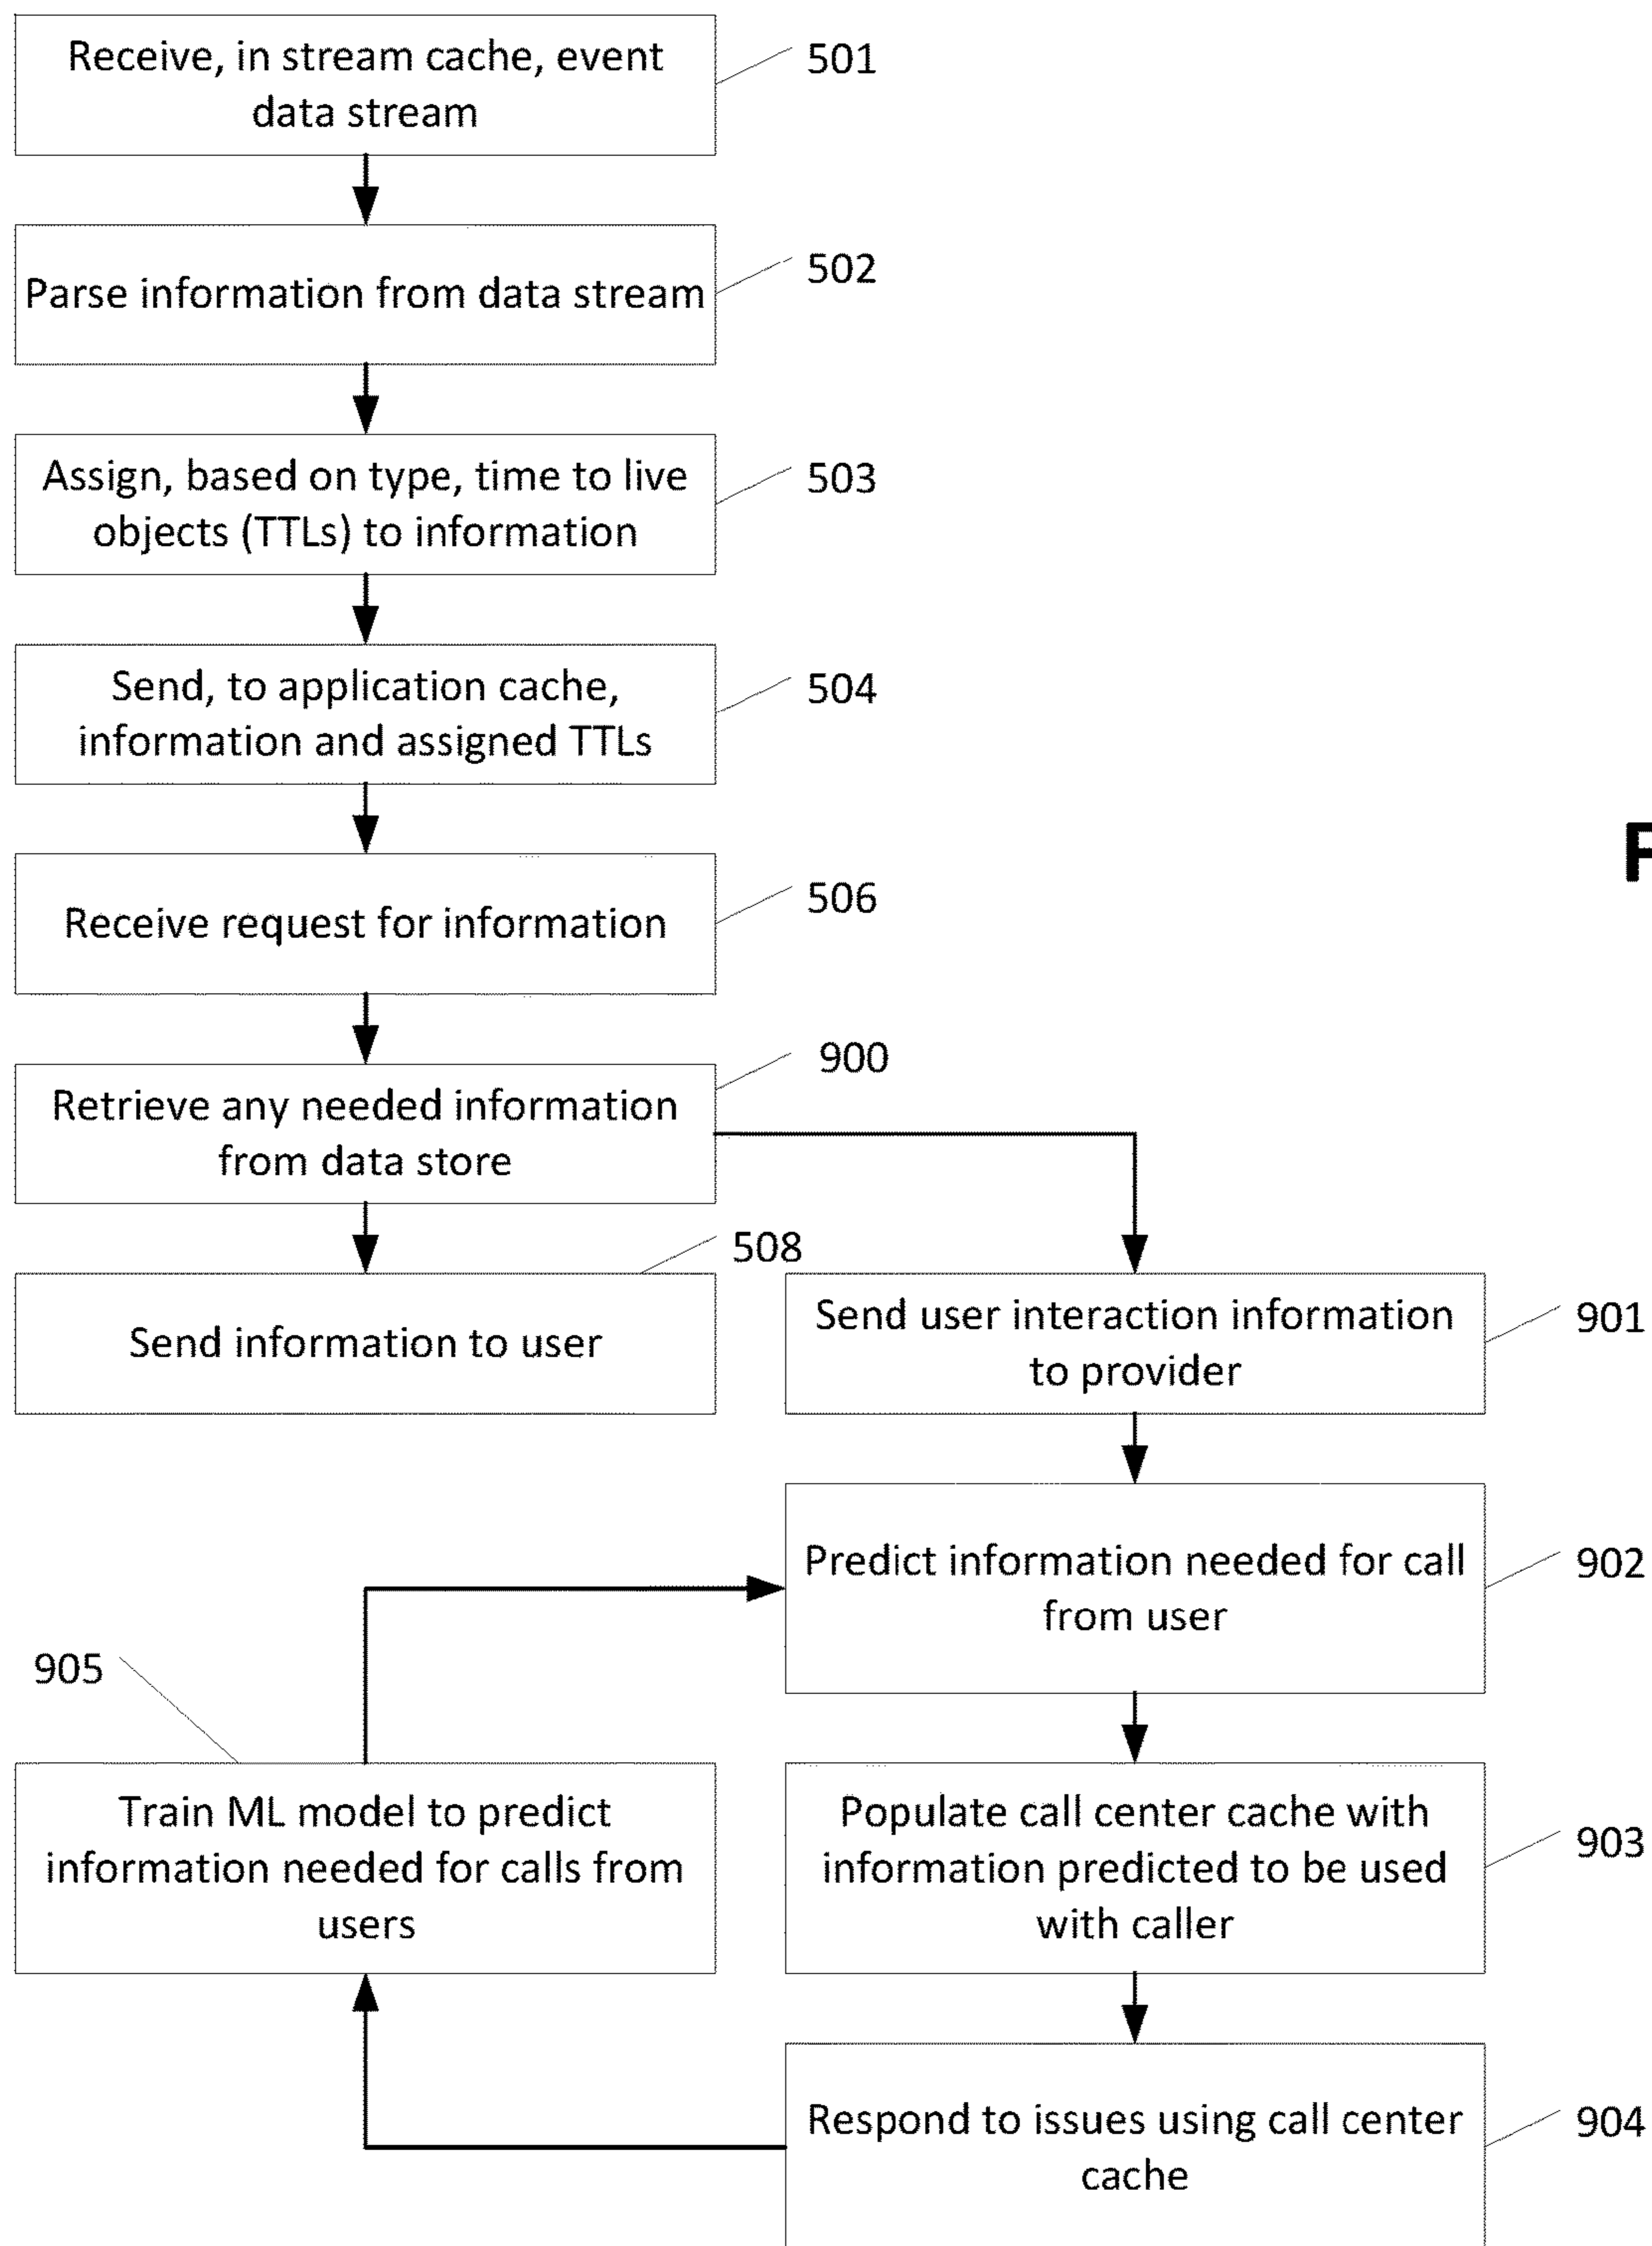 Receive, in stream cache, event
data stream
501
Parse information from data stream
502
Assign, based on type, time to live
objects (TTLs) to information
503
Send, to application cache,
information and assigned TTLs
504
F
Receive request for information
506
900
Retrieve any needed information
from data store
508
Send information to user
Send user interaction information
to provider
901
Predict information needed for call
from user
902
905
Train ML model to predict
information needed for calls from
users
Populate call center cache with
information predicted to be used
with caller
903
Respond to issues using call center
cache
904